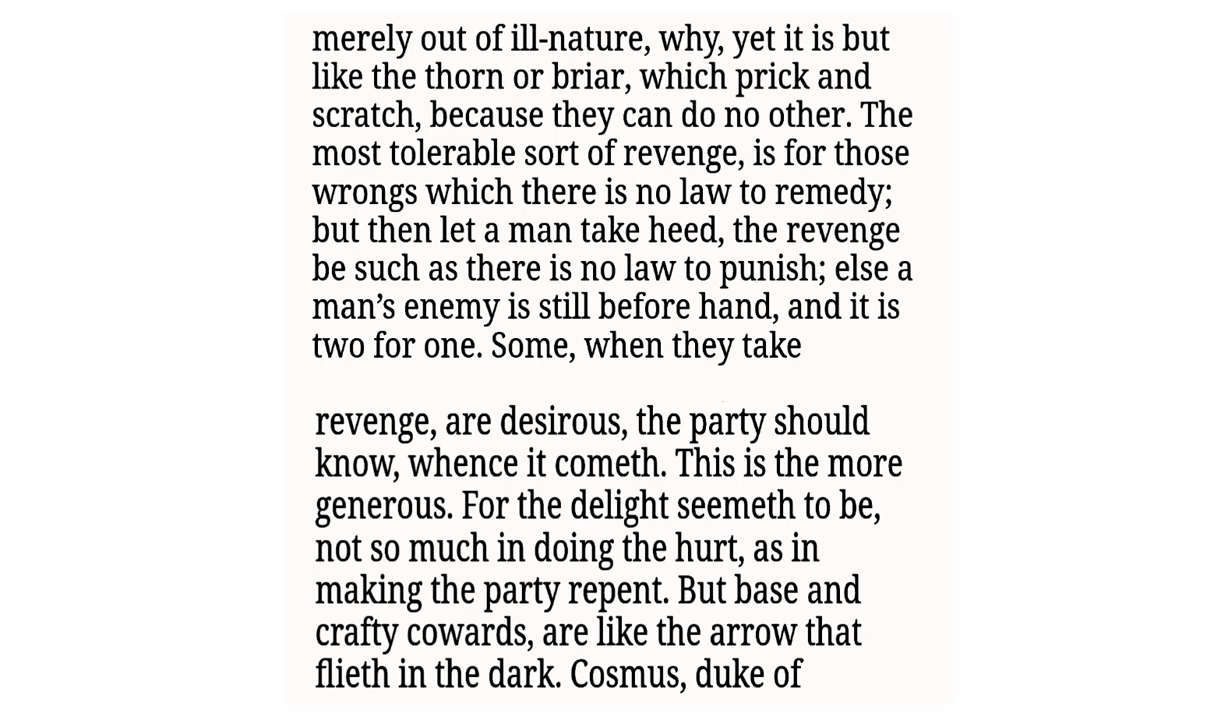 merely out of ill-nature, why, yet it is but
like the thorn or briar, which prick and
scratch, because they can do no other. The
most tolerable sort of revenge, is for those
wrongs which there is no law to remedy;
but then let a man take heed, the revenge
be such as there is no law to punish; else a
man’s enemy is still before hand, and it is
two for one. Some, when they take
revenge, are desirous, the party should
know, whence it cometh. This is the more
generous. For the delight seemeth to be,
not so much in doing the hurt, as in
making the party repent. But base and
crafty cowards, are like the arrow that
flieth in the dark. Cosmus, duke of